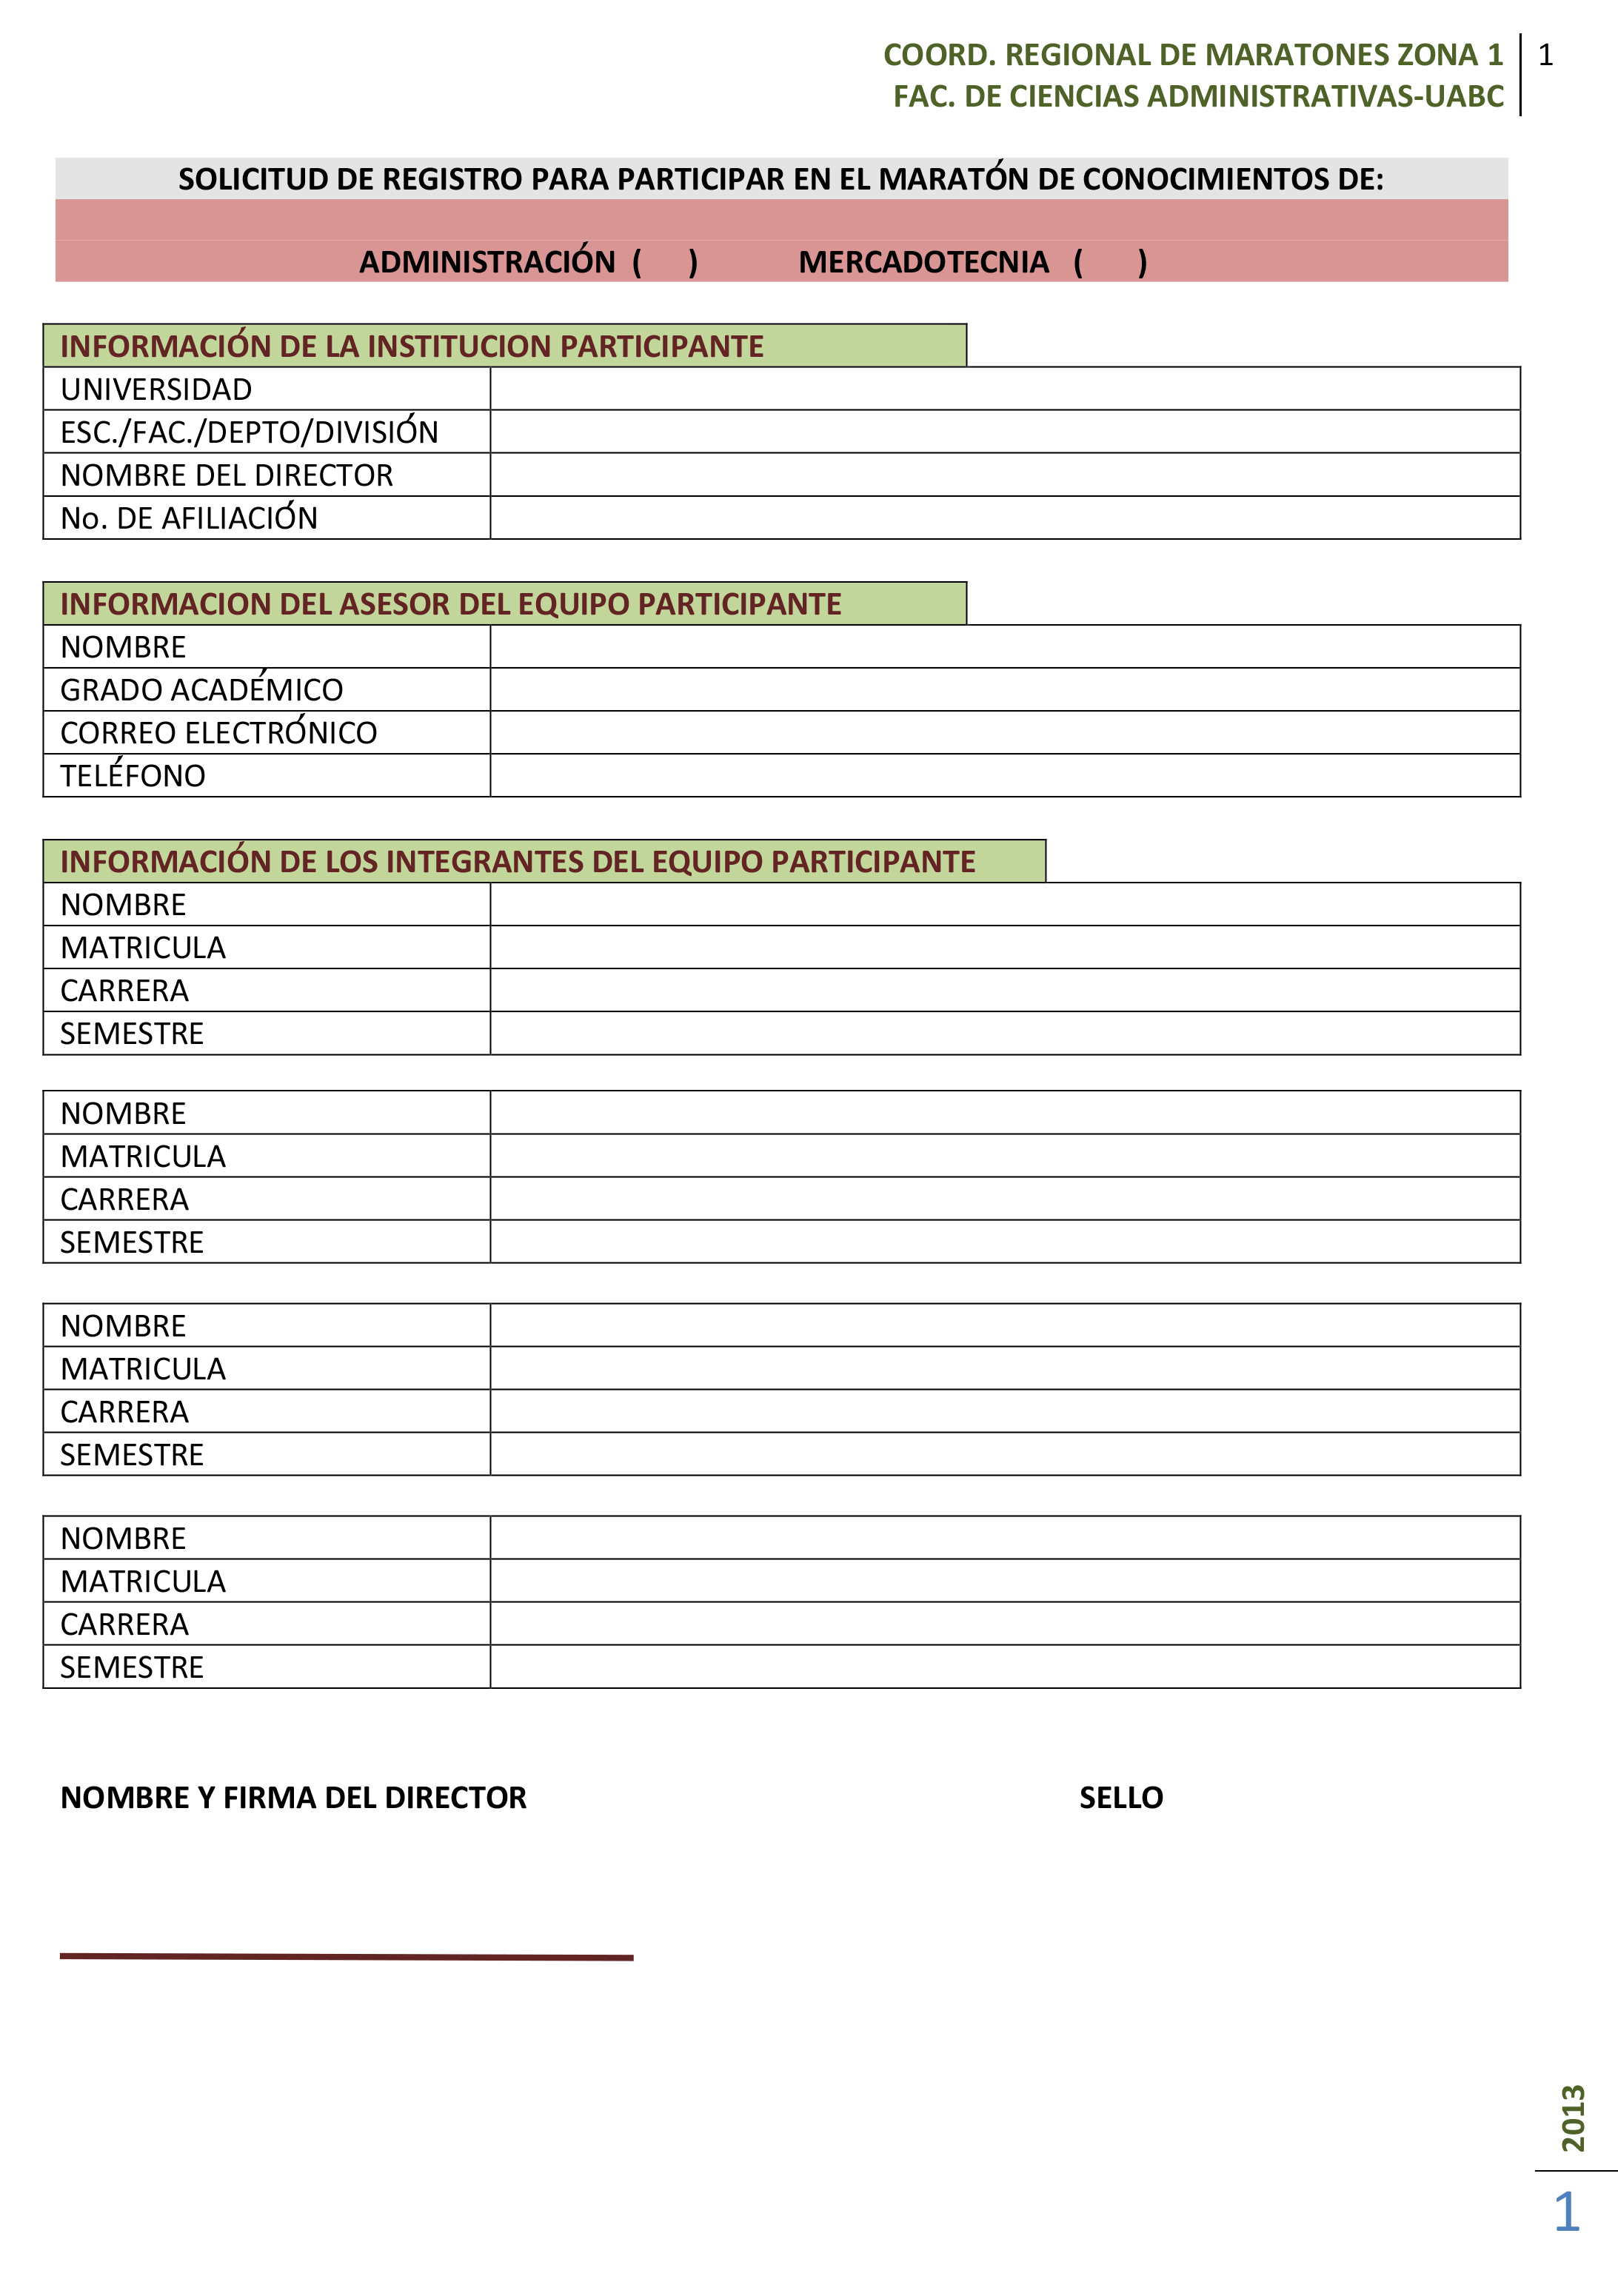 COORD. REGIONAL DE MARATONES ZONA 1
1
FAC. DE CIENCIAS ADMINISTRATIVAS-UABC
SOLICITUD DE REGISTRO PARA PARTICIPAR EN EL MARATÓN DE CONOCIMIENTOS DE:
ADMINISTRACIÓN ( ) MERCADOTECNIA ( )
INFORMACIÓN DE LA INSTITUCION PARTICIPANTE
UNIVERSIDAD
ESC./FAC./DEPTO/DIVISIÓN
NOMBRE DEL DIRECTOR
No. DE AFILIACIÓN
INFORMACION DEL ASESOR DEL EQUIPO PARTICIPANTE
NOMBRE
GRADO ACADÉMICO
CORREO ELECTRÓNICO
TELÉFONO
INFORMACIÓN DE LOS INTEGRANTES DEL EQUIPO PARTICIPANTE
NOMBRE
MATRICULA
CARRERA
SEMESTRE
NOMBRE
MATRICULA
CARRERA
SEMESTRE
NOMBRE
MATRICULA
CARRERA
SEMESTRE
NOMBRE
MATRICULA
CARRERA
SEMESTRE
NOMBRE Y FIRMA DEL DIRECTOR SELLO
2013
1